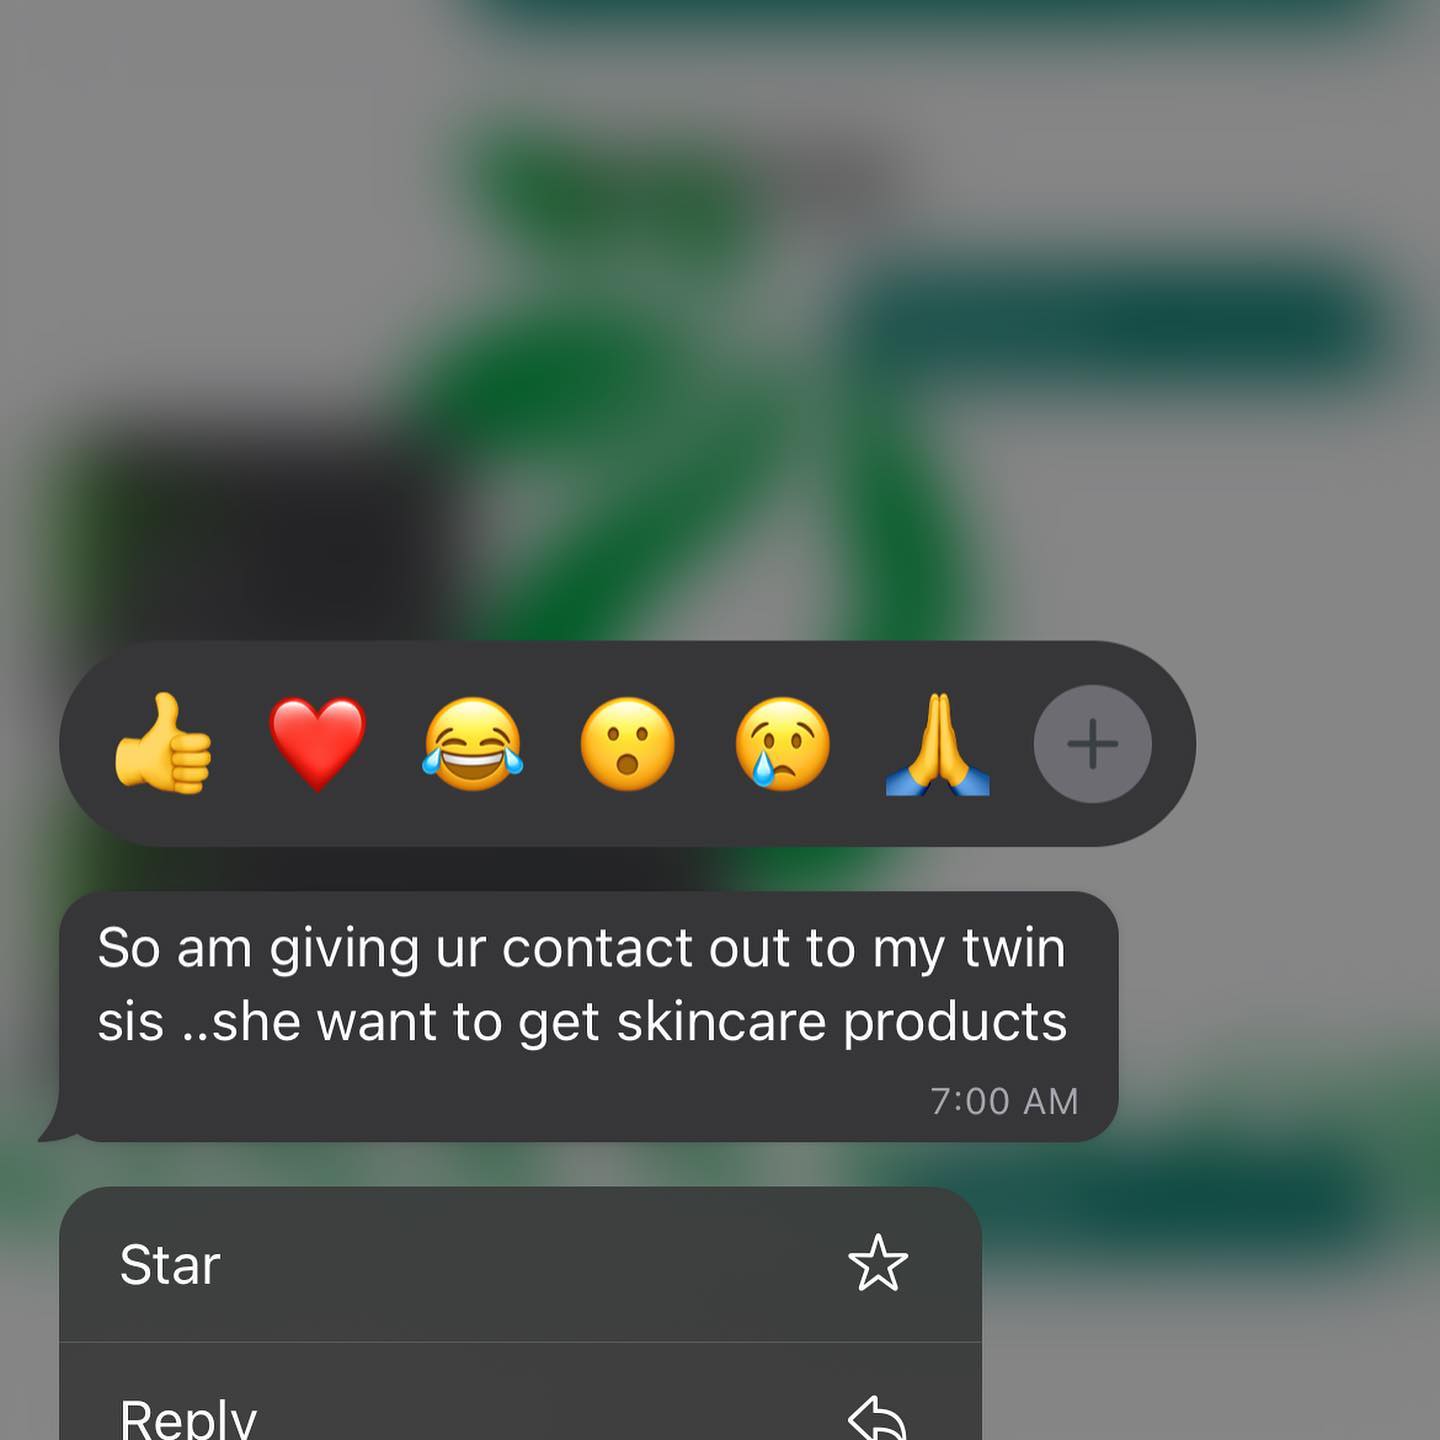 So am giving ur contact out to my twin
sis ..she want to get skincare products
7:00 AM
Star
Reply